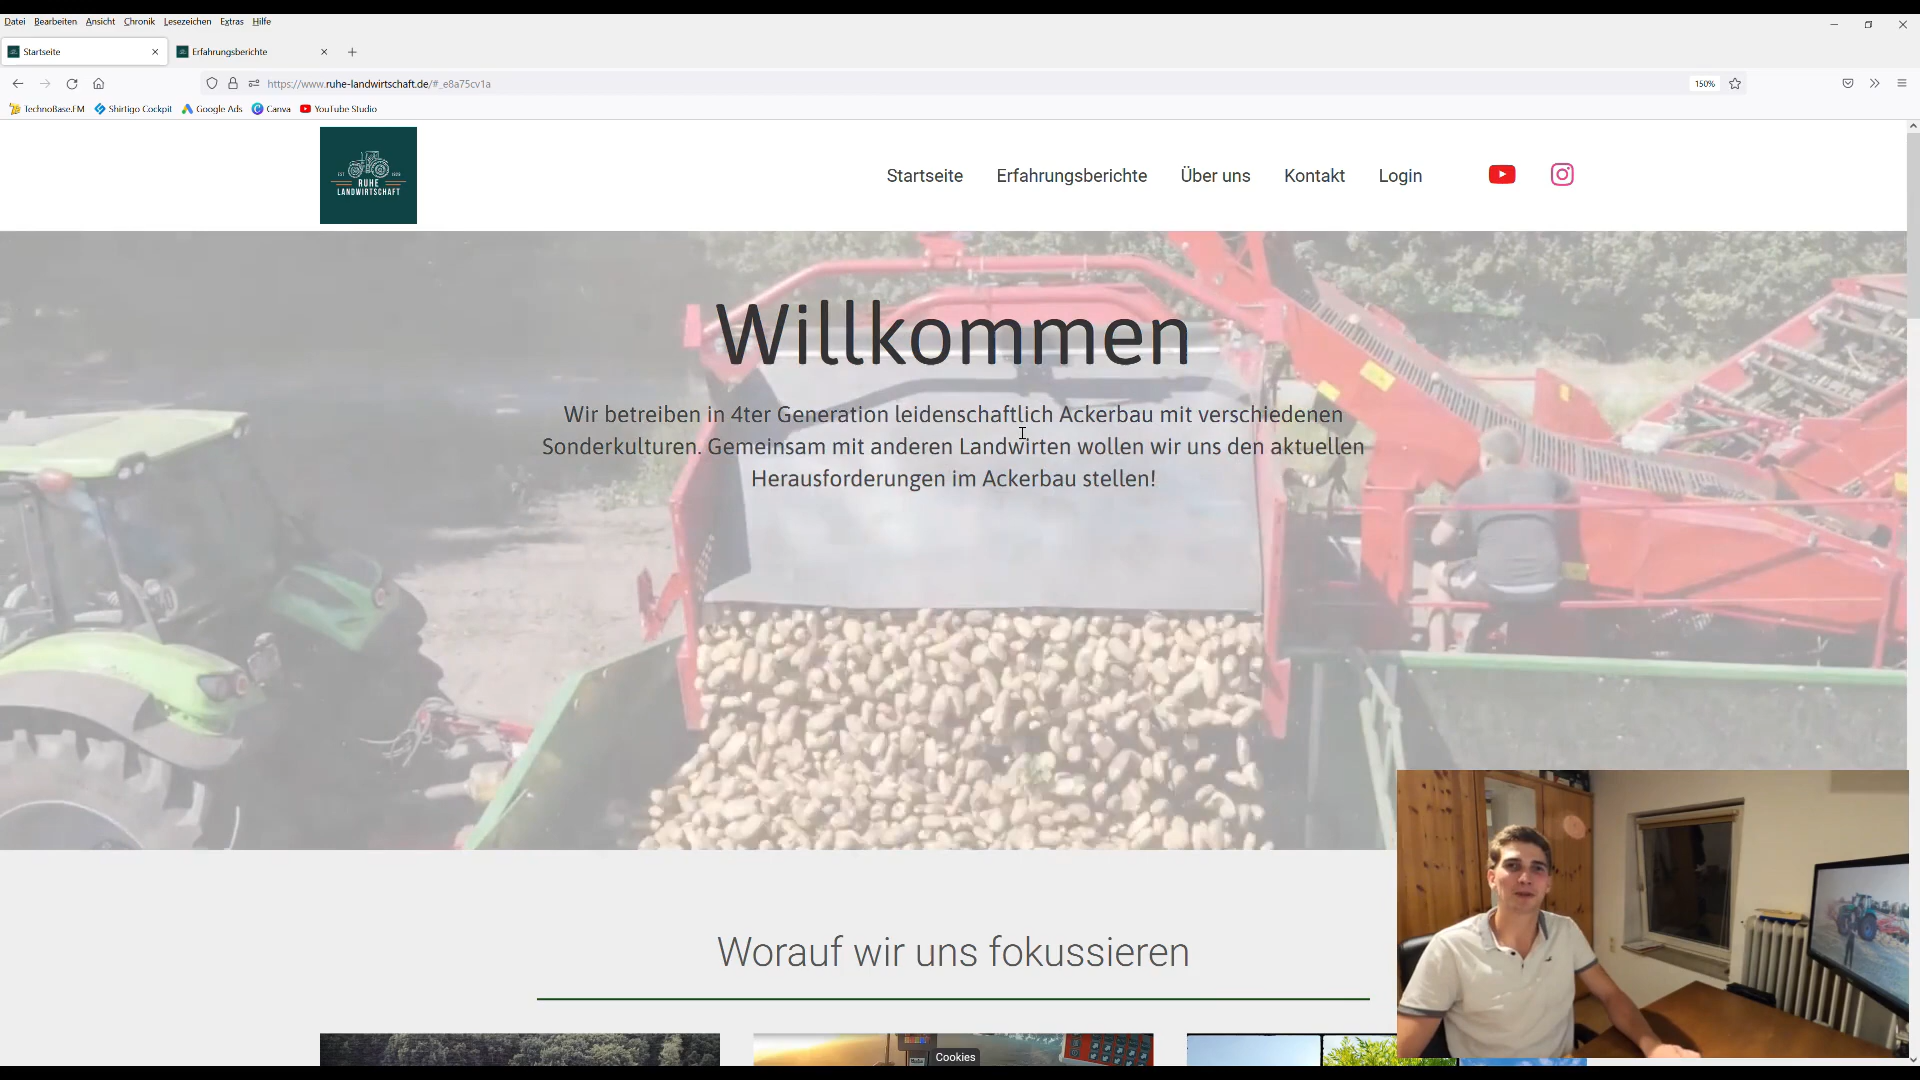 Datei Bearbeiten Ansicht Chronik Lesezeichen Extras Hilfe
Startseite
Erfahrungsberichte
https://www.ruhe-landwirtschaft.de/#_e8a75cv1a
150%
TechnoBase.FM Shirtigo Cockpit Google Ads Canva YouTube Studio
EST 1928
RUHE
LANDWIRTSCHAFT
Startseite Erfahrungsberichte Über uns Kontakt Login
Willkommen
Wir betreiben in 4ter Generation leidenschaftlich Ackerbau mit verschiedenen
Sonderkulturen. Gemeinsam mit anderen Landwirten wollen wir uns den aktuellen
Herausforderungen im Ackerbau stellen!
Worauf wir uns fokussieren
Cookies